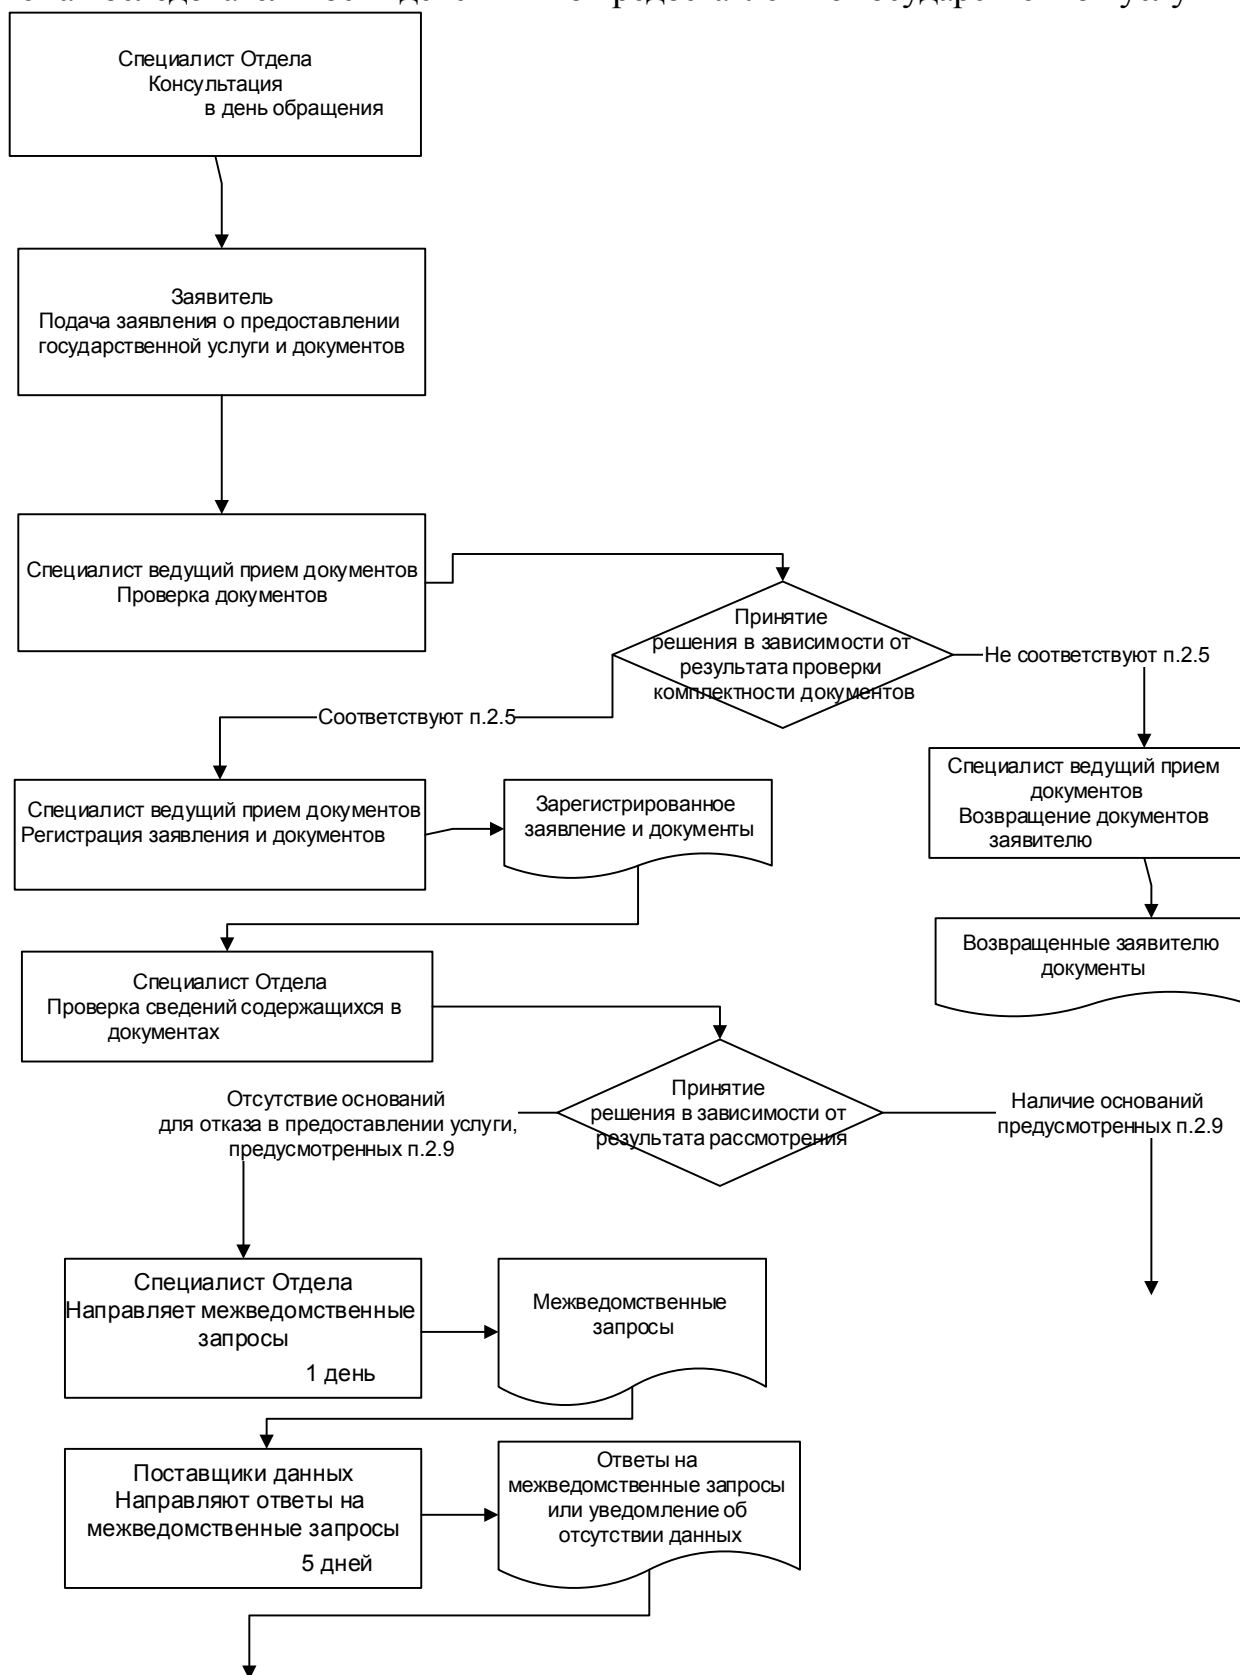 Специалист Отдела
Консультация
в день обращения
Заявитель
Подача заявления о предоставлении
государственной услуги и документов
Специалист ведущий прием документов
Проверка документов
Принятие
решения в зависимости от
результата проверки
комплектности документов
Не соответствуют п.2.5
Соответствуют п.2.5
Специалист ведущий прием
документов
Возвращение документов
заявителю
Специалист ведущий прием документов
Регистрация заявления и документов
Зарегистрированное
заявление и документы
Возвращенные заявителю
документы
Специалист Отдела
Проверка сведений содержащихся в
документах
Принятие
решения в зависимости от
результата рассмотрения
Отсутствие оснований
для отказа в предоставлении услуги,
предусмотренных п.2.9
Наличие оснований
предусмотренных п.2.9
Специалист Отдела
Направляет межведомственные
запросы
1 день
Межведомственные
запросы
Поставщики данных
Направляют ответы на
межведомственные запросы
5 дней
Ответы на
межведомственные запросы
или уведомление об
отсутствии данных